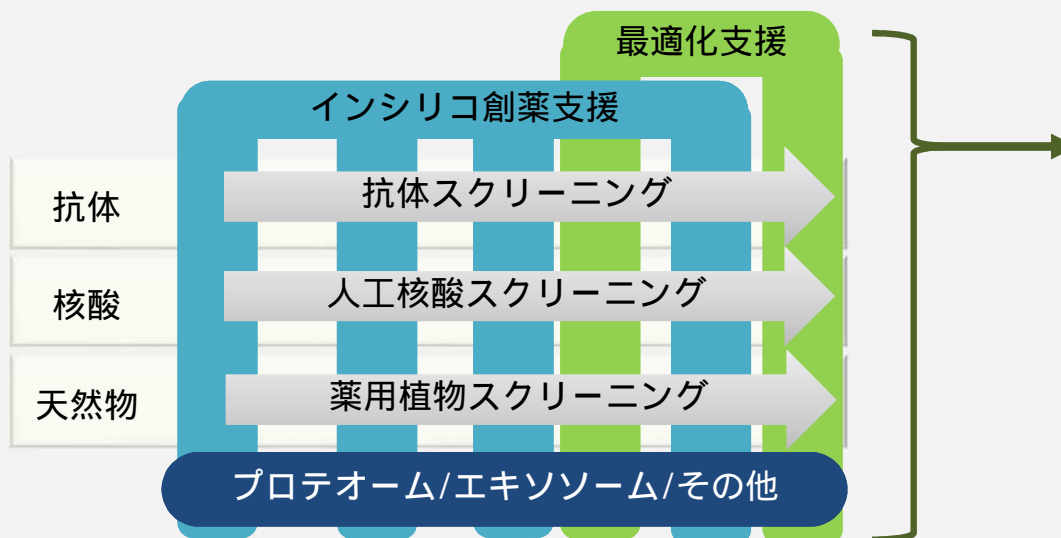 最適化支援
インシリコ創薬支援
抗体
抗体スクリーニング
核酸
人工核酸スクリーニング
天然物
薬用植物スクリーニング
プロテオーム/エキソソーム/その他